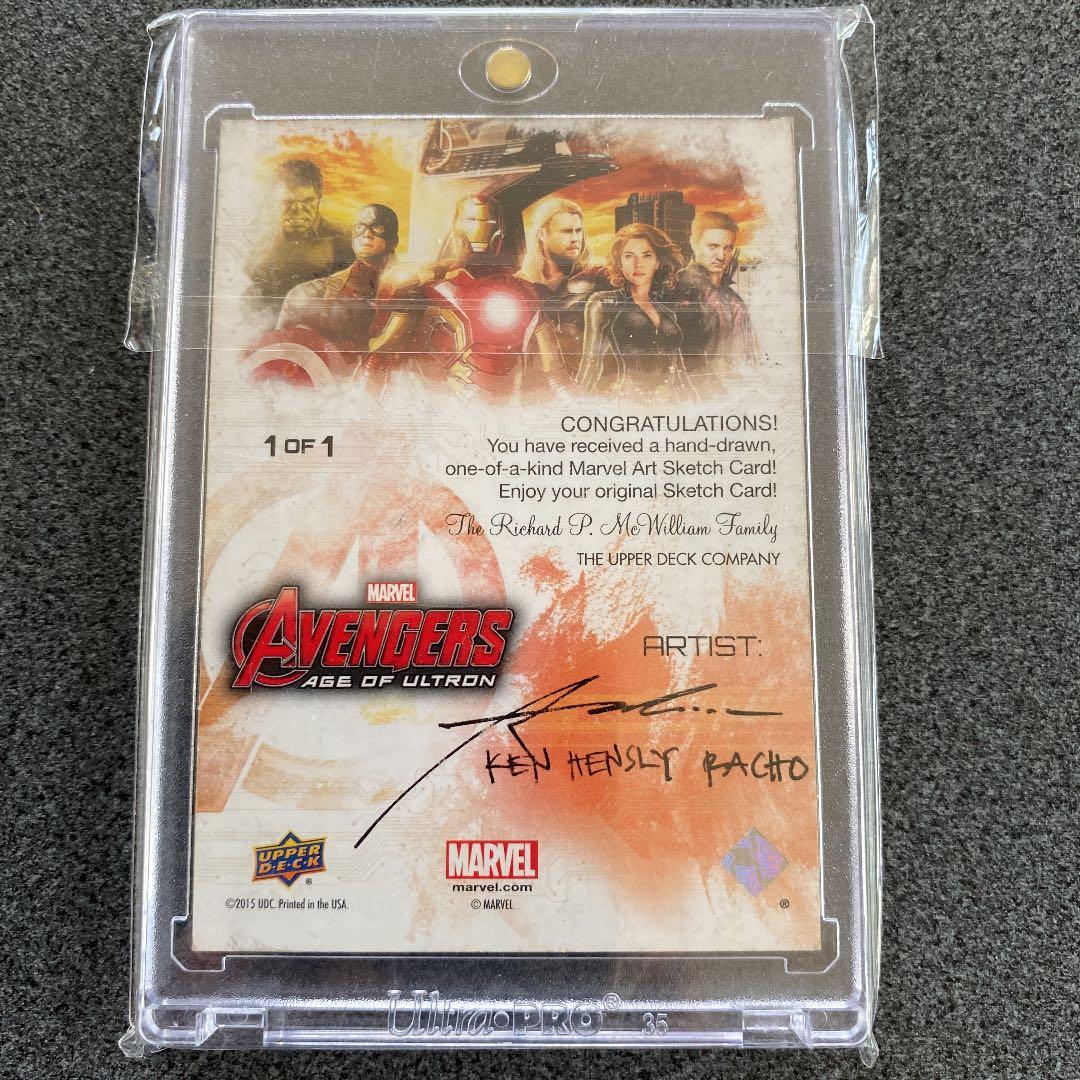 1 OF 1
CONGRATULATIONS!
You have received a hand-drawn,
one-of-a-kind Marvel Art Sketch Card!
Enjoy your original Sketch Card!
The Richard P. McWilliam Family
THE UPPER DECK COMPANY
MARVEL
AVENGERS
AGE OF ULTRON
ARTIST:
KEN HENSLY RACHO
UPPER
D·E·C·K
®
©2015 UDC. Printed in the USA.
MARVEL
marvel.com
© MARVEL
®
Ultra·PRO® 35